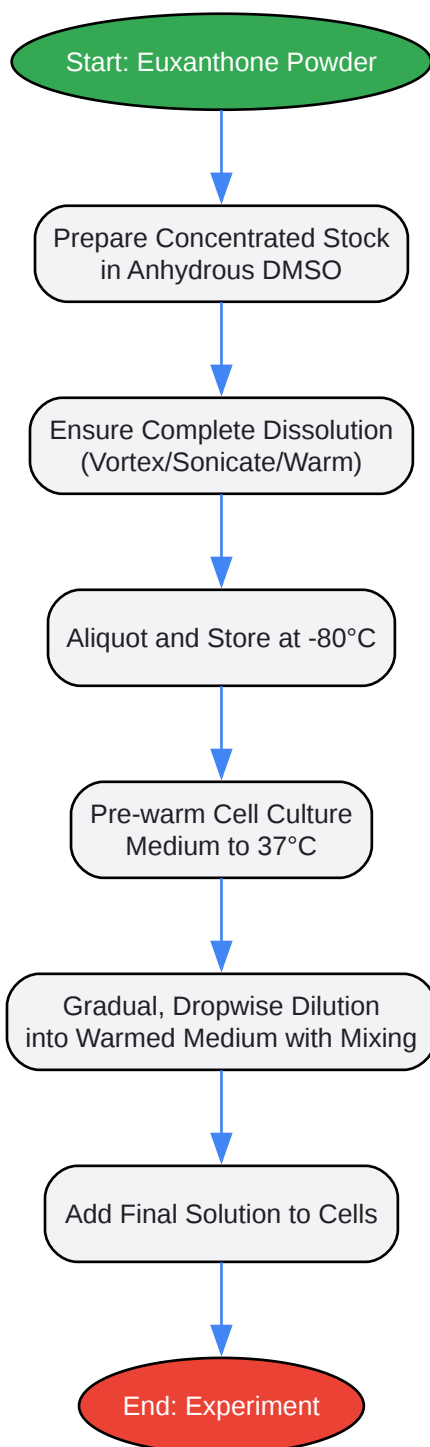 Start: Euxanthone Powder
Prepare Concentrated Stock
in Anhydrous DMSO
Ensure Complete Dissolution
(Vortex/Sonicate/Warm)
Aliquot and Store at -80°C
Pre-warm Cell Culture
Medium to 37°C
Gradual, Dropwise Dilution
into Warmed Medium with Mixing
Add Final Solution to Cells
End: Experiment